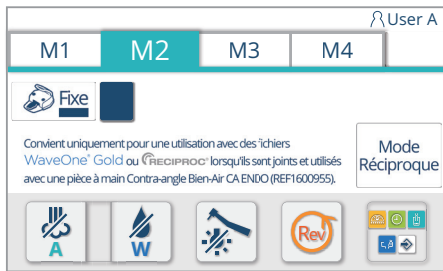 User A
M1 M2 M3 M4
Fixe
Convient uniquement pour une utilisation avec des fichiers
WaveOne® Gold ou RECIPROC® lorsqu'ils sont joints et utilisés
avec une pièce à main Contra-angle Bien-Air CA ENDO (REF1600955).
Mode
Réciproque
A
W
Rev